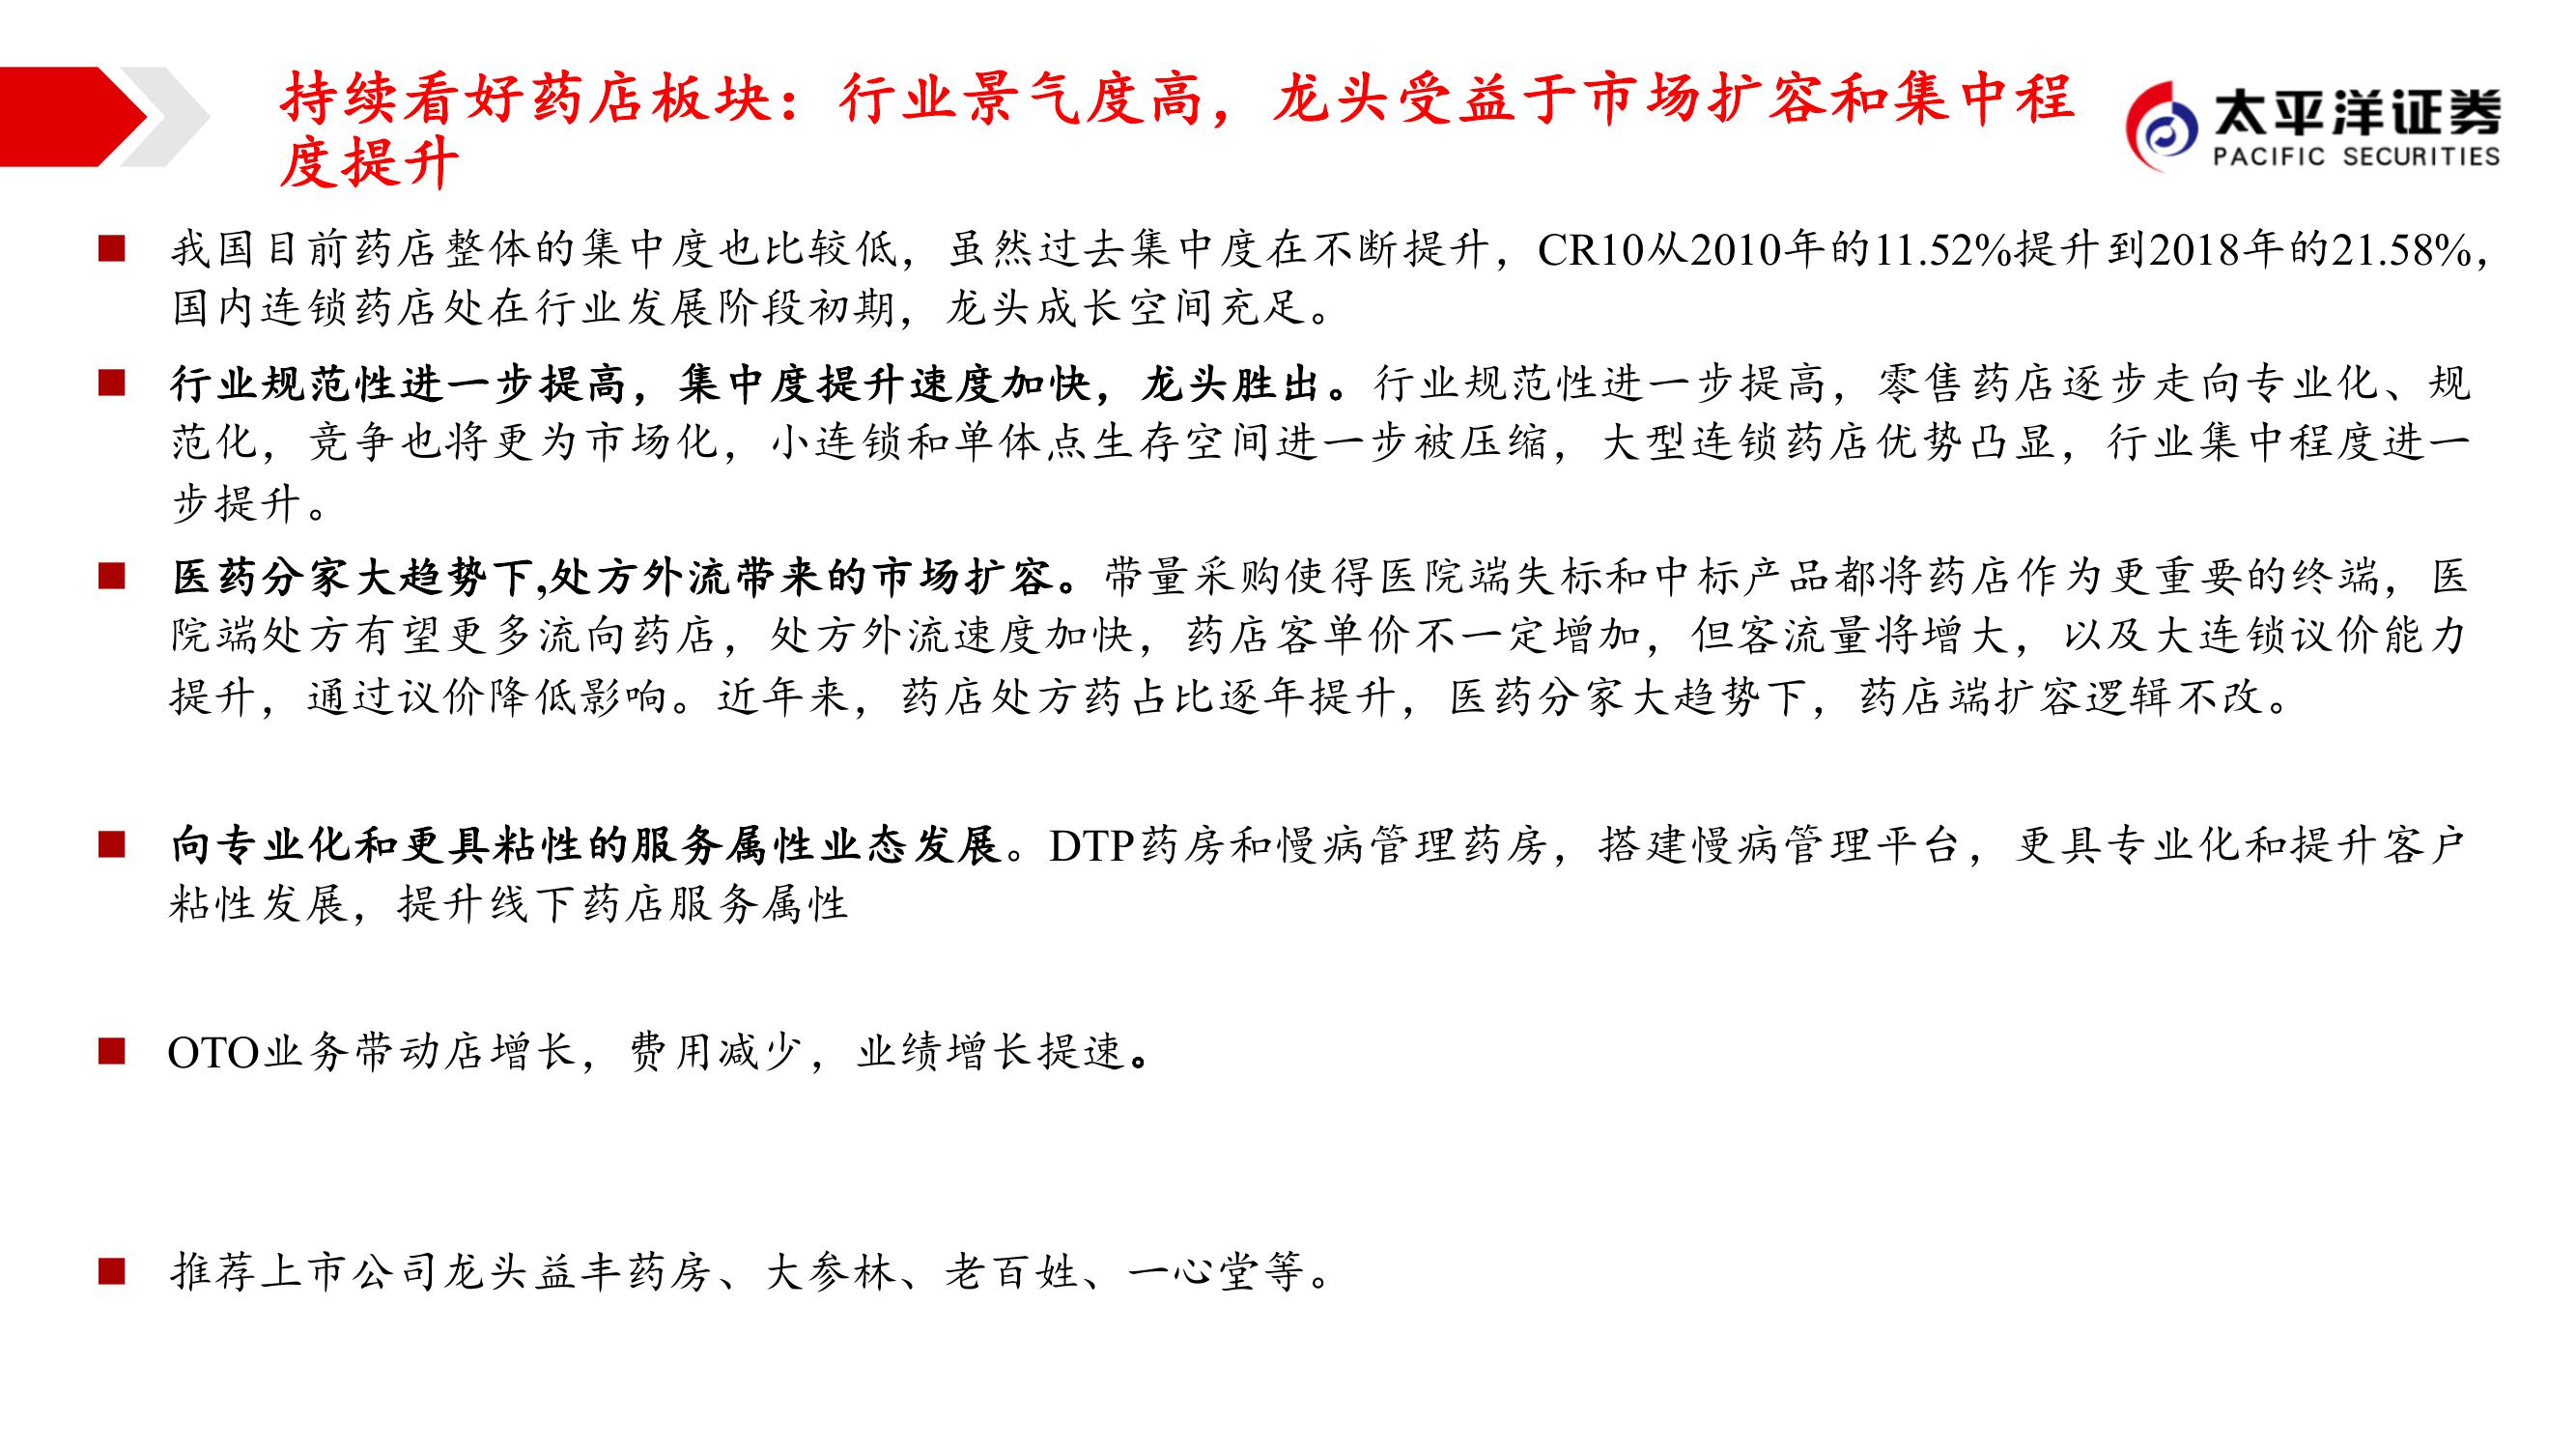 持续看好药店板块：行业景气度高，龙头受益于市场扩容和集中程
度提升
太平洋证券
PACIFIC SECURITIES
■ 我国目前药店整体的集中度也比较低，虽然过去集中度在不断提升，CR10从2010年的11.52%提升到2018年的21.58%，
国内连锁药店处在行业发展阶段初期，龙头成长空间充足。
■ 行业规范性进一步提高，集中度提升速度加快，龙头胜出。行业规范性进一步提高，零售药店逐步走向专业化、规
范化，竞争也将更为市场化，小连锁和单体点生存空间进一步被压缩，大型连锁药店优势凸显，行业集中程度进一
步提升。
■ 医药分家大趋势下,处方外流带来的市场扩容。带量采购使得医院端失标和中标产品都将药店作为更重要的终端，医
院端处方有望更多流向药店，处方外流速度加快，药店客单价不一定增加，但客流量将增大，以及大连锁议价能力
提升，通过议价降低影响。近年来，药店处方药占比逐年提升，医药分家大趋势下，药店端扩容逻辑不改。
■ 向专业化和更具粘性的服务属性业态发展。DTP药房和慢病管理药房，搭建慢病管理平台，更具专业化和提升客户
粘性发展，提升线下药店服务属性
■ OTO业务带动店增长，费用减少，业绩增长提速。
■ 推荐上市公司龙头益丰药房、大参林、老百姓、一心堂等。